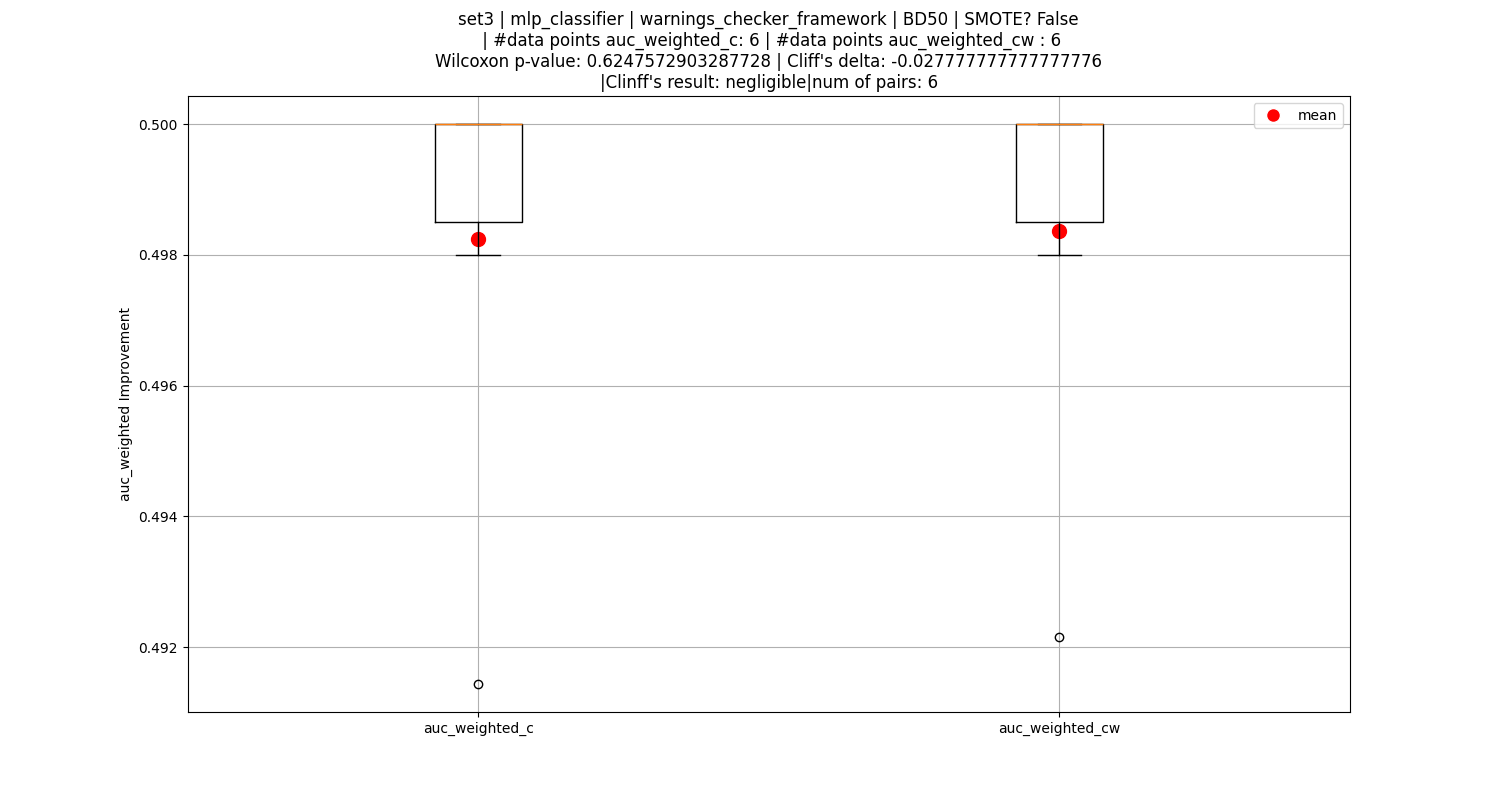 set3 | mlp_classifier | warnings_checker_framework | BD50 | SMOTE? False
| #data points auc_weighted_c: 6 | #data points auc_weighted_cw : 6
Wilcoxon p-value: 0.6247572903287728 | Cliff's delta: -0.027777777777777776
|Clinff's result: negligible|num of pairs: 6
mean
0.500
0.498
0.496
0.494
0.492
auc_weighted Improvement
auc_weighted_c
auc_weighted_cw